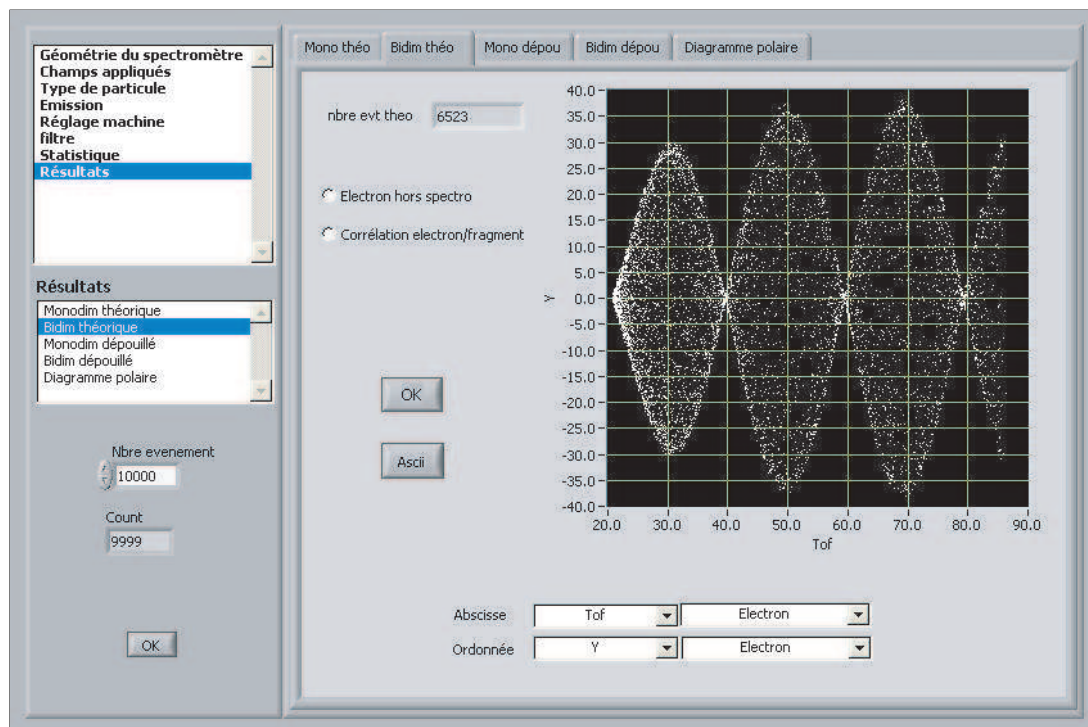 Géométrie du spectromètre
Champs appliqués
Type de particule
Emission
Réglage machine
filtre
Statistique
Résultats
Résultats
Monodim théorique
Bidim théorique
Monodim dépouillé
Bidim dépouillé
Diagramme polaire
Nbre evenement
10000
Count
9999
OK
Mono théo Bidim théo Mono dépou Bidim dépou Diagramme polaire
nbre evt theo 6523
Electron hors spectro
Corrélation electron/fragment
OK
Ascii
40.0
35.0
30.0
25.0
20.0
15.0
10.0
5.0
0.0
-5.0
-10.0
-15.0
-20.0
-25.0
-30.0
-35.0
-40.0
Y
20.0 30.0 40.0 50.0 60.0 70.0 80.0 90.0
Tof
Abscisse Tof Electron
Ordonnée Y Electron